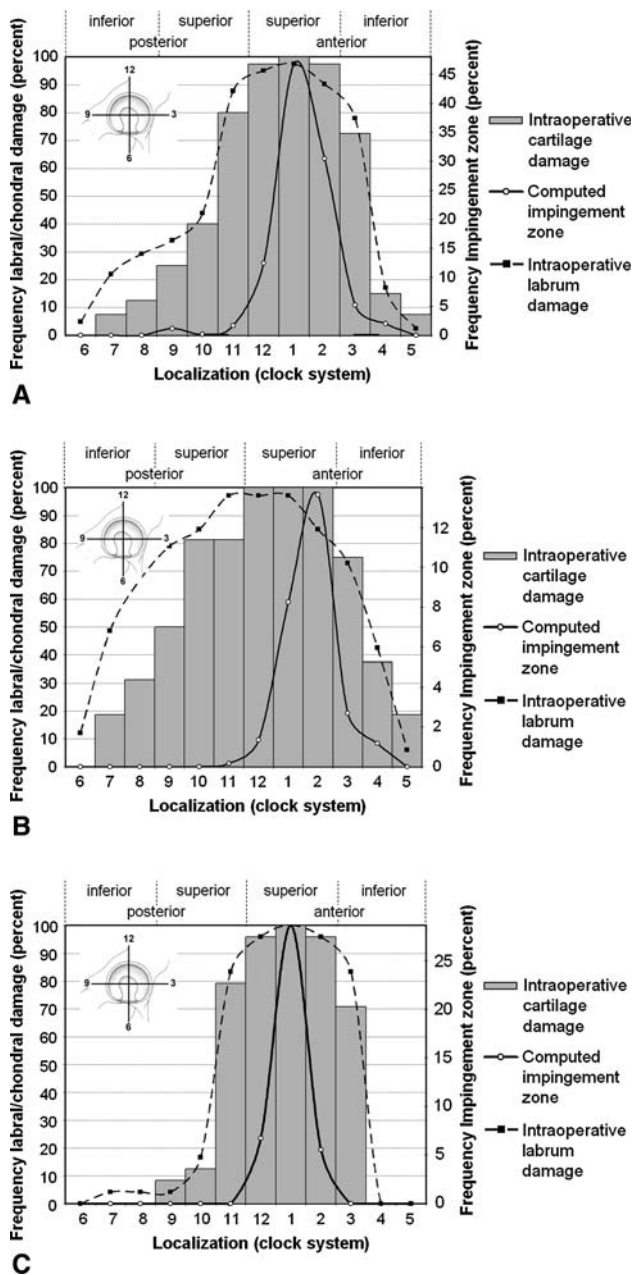 inferior superior superior inferior
posterior anterior
Frequency labral/chondral damage (percent)
100
90
80
70
60
50
40
30
20
10
0
12
9 3
6
45
40
35
30
25
20
15
10
5
0
Frequency Impingement zone (percent)
6 7 8 9 10 11 12 1 2 3 4 5
Localization (clock system)
Intraoperative
cartilage
damage
Computed
impingement
zone
Intraoperative
labrum
damage
A
inferior superior superior inferior
posterior anterior
Frequency labral/chondral damage (percent)
100
90
80
70
60
50
40
30
20
10
0
12
9 3
6
12
10
8
6
4
2
0
Frequency Impingement zone (percent)
6 7 8 9 10 11 12 1 2 3 4 5
Localization (clock system)
Intraoperative
cartilage
damage
Computed
impingement
zone
Intraoperative
labrum
damage
B
inferior superior superior inferior
posterior anterior
Frequency labral/chondral damage (percent)
100
90
80
70
60
50
40
30
20
10
0
12
9 3
6
25
20
15
10
5
0
Frequency Impingement zone (percent)
6 7 8 9 10 11 12 1 2 3 4 5
Localization (clock system)
Intraoperative
cartilage
damage
Computed
impingement
zone
Intraoperative
labrum
damage
C